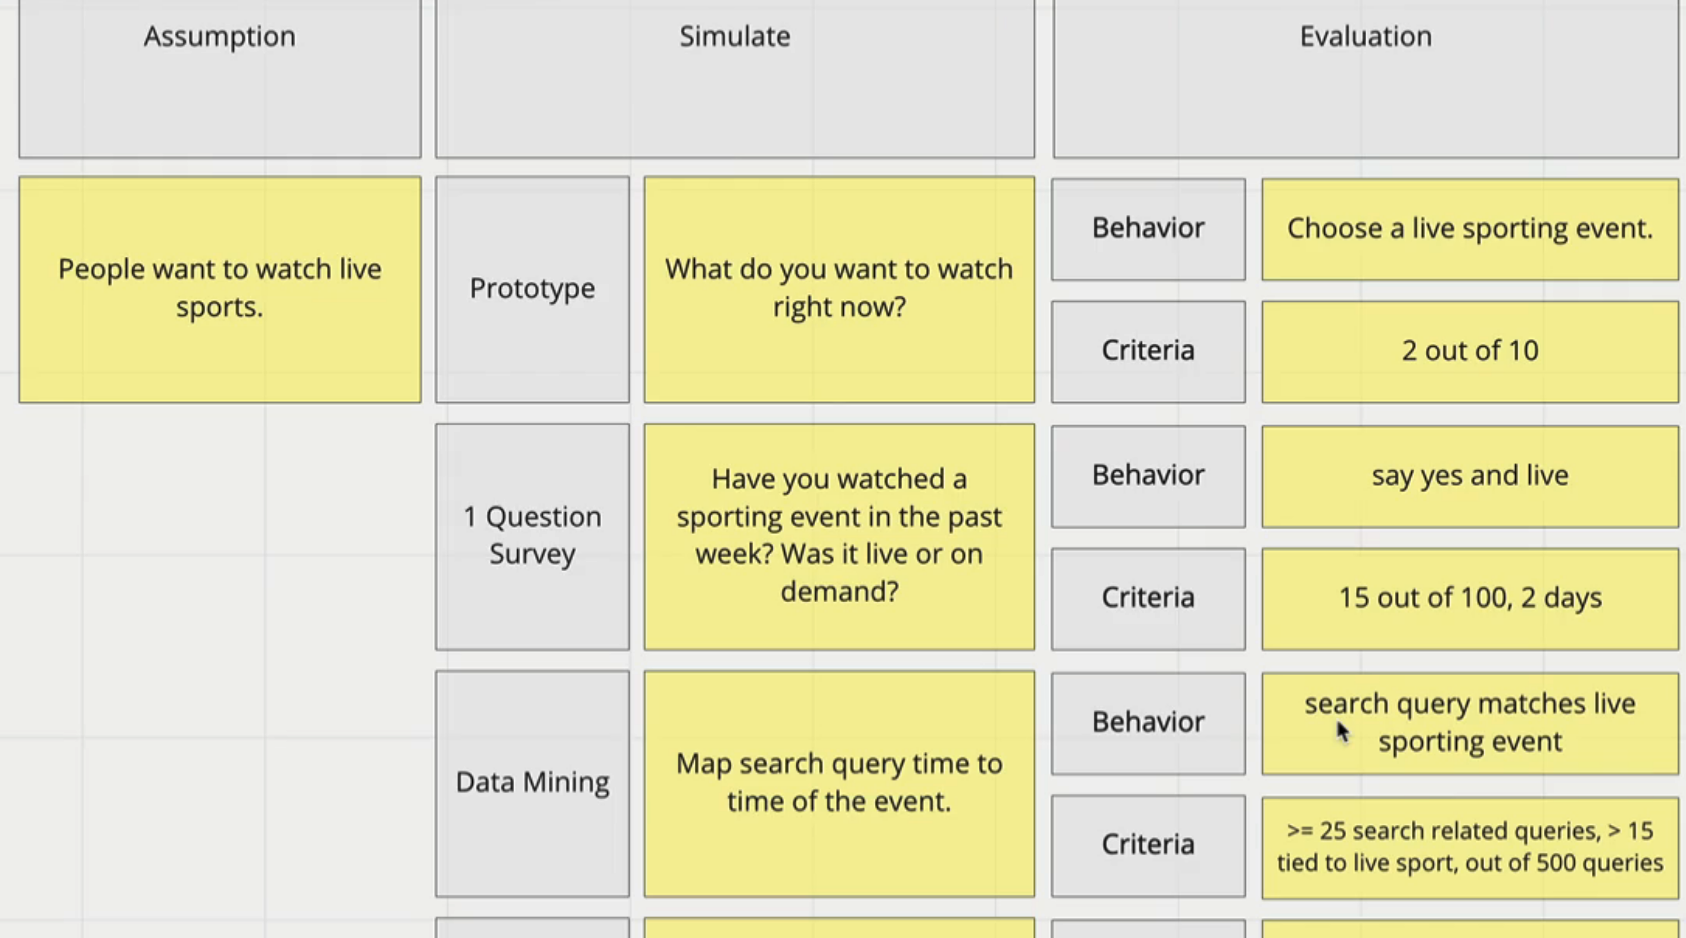 Assumption
Simulate
Evaluation
People want to watch live
sports.
Prototype
What do you want to watch
right now?
Behavior
Choose a live sporting event.
Criteria
2 out of 10
1 Question
Survey
Have you watched a
sporting event in the past
week? Was it live or on
demand?
Behavior
say yes and live
Criteria
15 out of 100, 2 days
Data Mining
Map search query time to
time of the event.
Behavior
search query matches live
sporting event
Criteria
>= 25 search related queries, > 15
tied to live sport, out of 500 queries